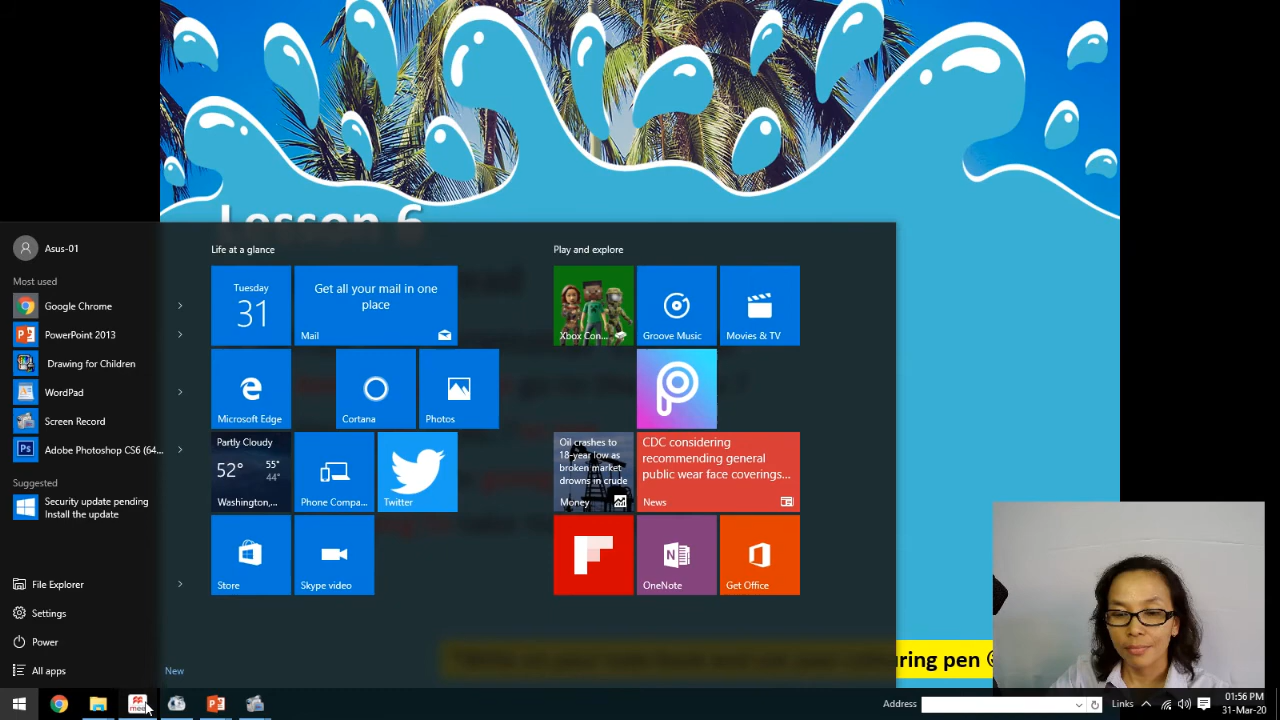 Lesson 6
Asus-01
Most used
Google Chrome
PowerPoint 2013
Drawing for Children
WordPad
Screen Record
Adobe Photoshop CS6 (64...
Suggested
Security update pending
Install the update
File Explorer
Settings
Power
All apps
New
Life at a glance
Tuesday
31
Get all your mail in one
place
Mail
Microsoft Edge
Cortana
Photos
Partly Cloudy
52°
55°
44°
Washington,...
Phone Compa...
Twitter
Store
Skype video
Play and explore
Xbox Con...
Groove Music
Movies & TV
Oil crashes to
18-year low as
broken market
drowns in crude
Money
CDC considering
recommending general
public wear face coverings...
News
OneNote
Get Office
uring pen
Address
Links
01:56 PM
31-Mar-20